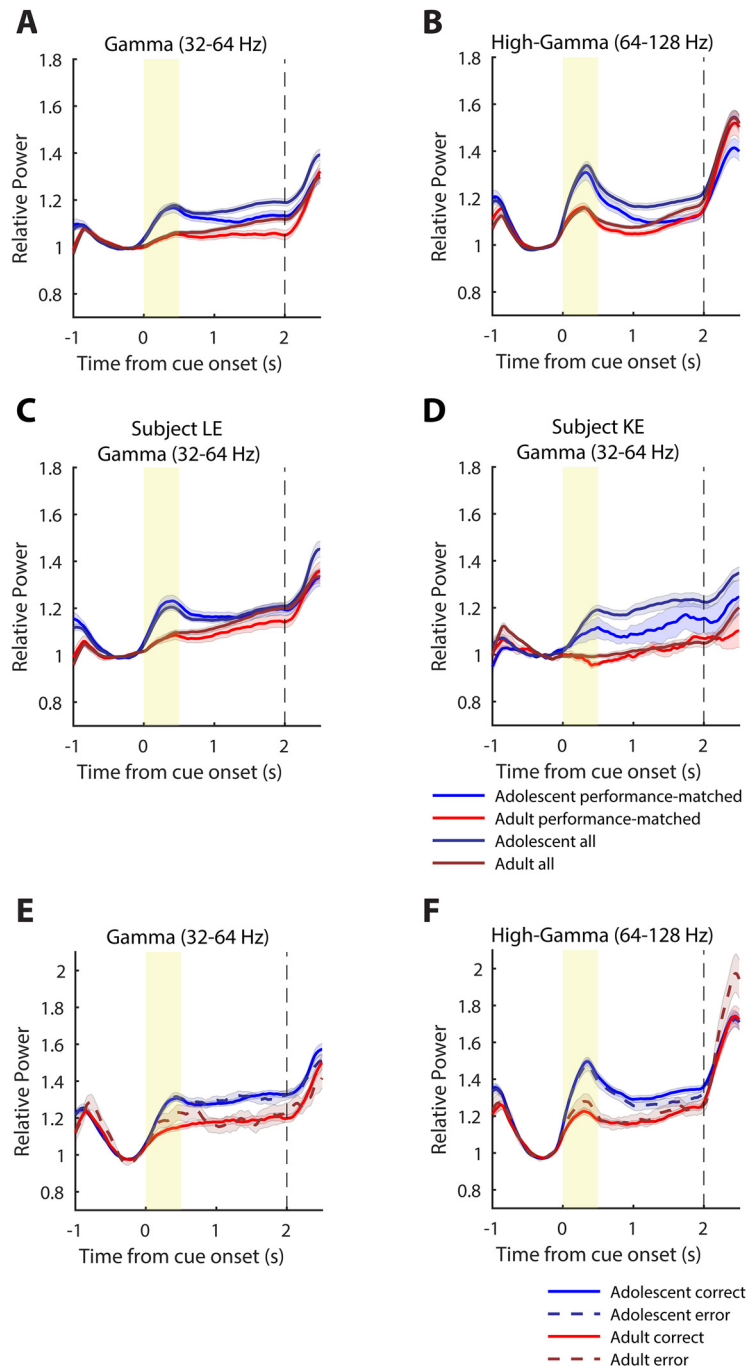 A
Gamma (32-64 Hz)
1.8
1.6
1.4
1.2
1
0.8
Relative Power
-1
0
1
2
Time from cue onset (s)
B
High-Gamma (64-128 Hz)
1.8
1.6
1.4
1.2
1
0.8
Relative Power
-1
0
1
2
Time from cue onset (s)
C
Subject LE
Gamma (32-64 Hz)
1.8
1.6
1.4
1.2
1
0.8
Relative Power
-1
0
1
2
Time from cue onset (s)
D
Subject KE
Gamma (32-64 Hz)
1.8
1.6
1.4
1.2
1
0.8
Relative Power
-1
0
1
2
Time from cue onset (s)
Adolescent performance-matched
Adult performance-matched
Adolescent all
Adult all
E
Gamma (32-64 Hz)
2
1.8
1.6
1.4
1.2
1
0.8
Relative Power
-1
0
1
2
Time from cue onset (s)
F
High-Gamma (64-128 Hz)
2
1.8
1.6
1.4
1.2
1
0.8
Relative Power
-1
0
1
2
Time from cue onset (s)
Adolescent correct
Adolescent error
Adult correct
Adult error